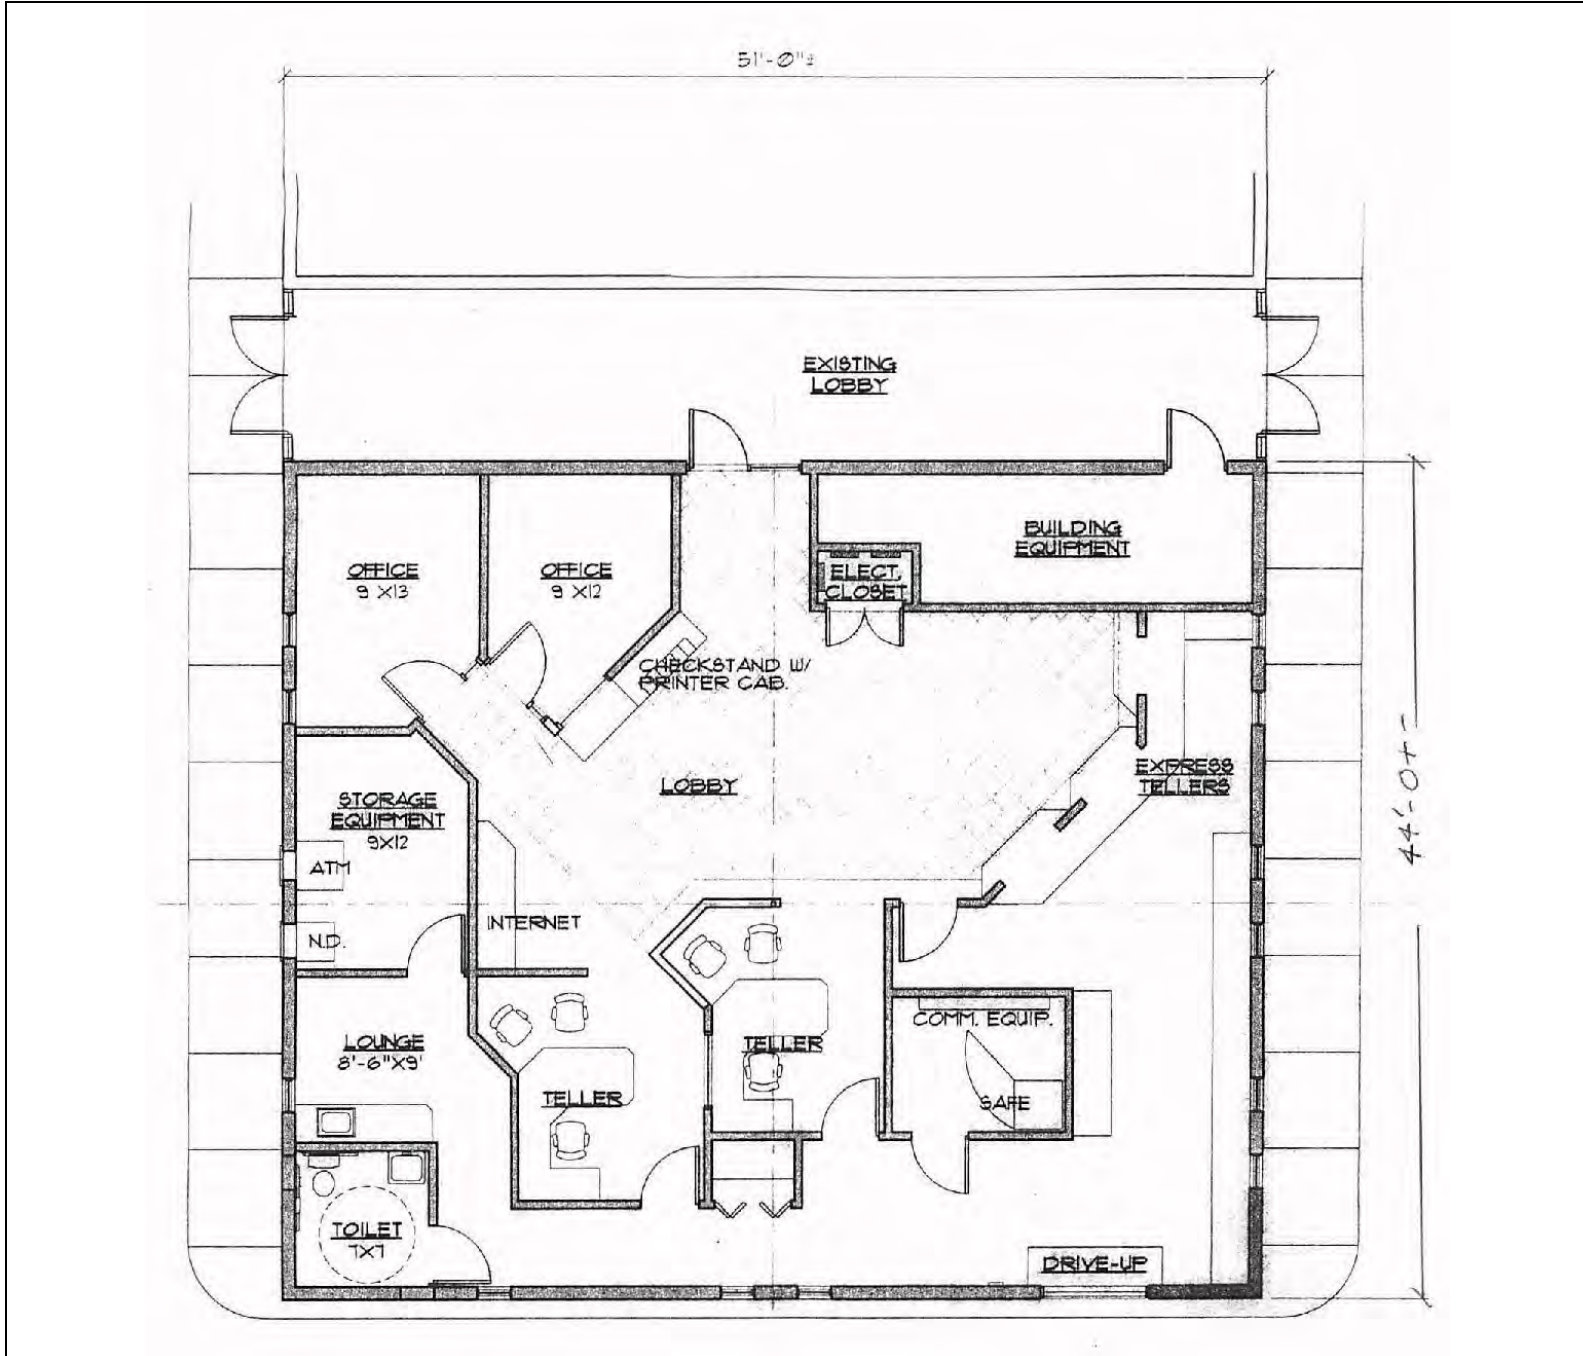 51'-0"±
EXISTING
LOBBY
BUILDING
EQUIPMENT
OFFICE
9 X13
OFFICE
9 X12
ELECT.
CLOSET
CHECKSTAND W/
PRINTER CAB.
LOBBY
EXPRESS
TELLERS
STORAGE
EQUIPMENT
9X12
44'-0+-
ATM
INTERNET
N.D.
COMM. EQUIP.
LOUNGE
8'-6"X9'
TELLER
TELLER
SAFE
TOILET
7X7
DRIVE-UP